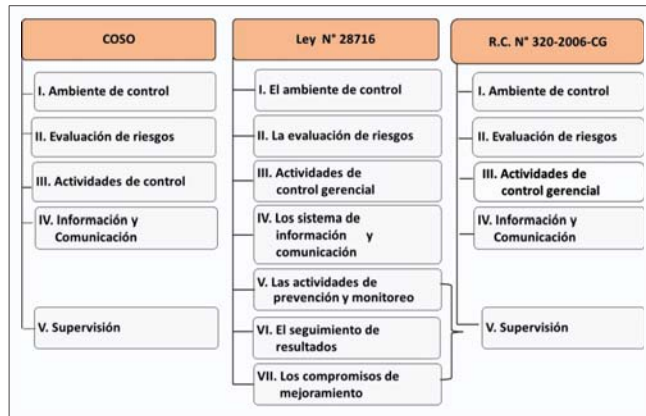 COSO
I. Ambiente de control
II. Evaluación de riesgos
III. Actividades de control
IV. Información y
Comunicación
V. Supervisión
Ley N° 28716
I. El ambiente de control
II. La evaluación de riesgos
III. Actividades de
control gerencial
IV. Los sistema de
información y
comunicación
V. Las actividades de
prevención y monitoreo
VI. El seguimiento de
resultados
VII. Los compromisos de
mejoramiento
R.C. N° 320-2006-CG
I. Ambiente de control
II. Evaluación de riesgos
III. Actividades de
control gerencial
IV. Información y
Comunicación
V. Supervisión